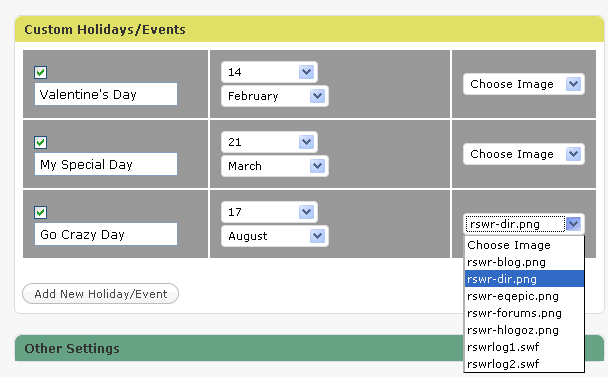 Custom Holidays/Events
14
Valentine's Day
February
Choose Image
21
My Special Day
March
Choose Image
17
Go Crazy Day
August
rswr-dir.png
Choose Image
rswr-blog.png
rswr-dir.png
rswr-eqepic.png
rswr-forums.png
rswr-hlogoz.png
rswrlog1.swf
rswrlog2.swf
Add New Holiday/Event
Other Settings